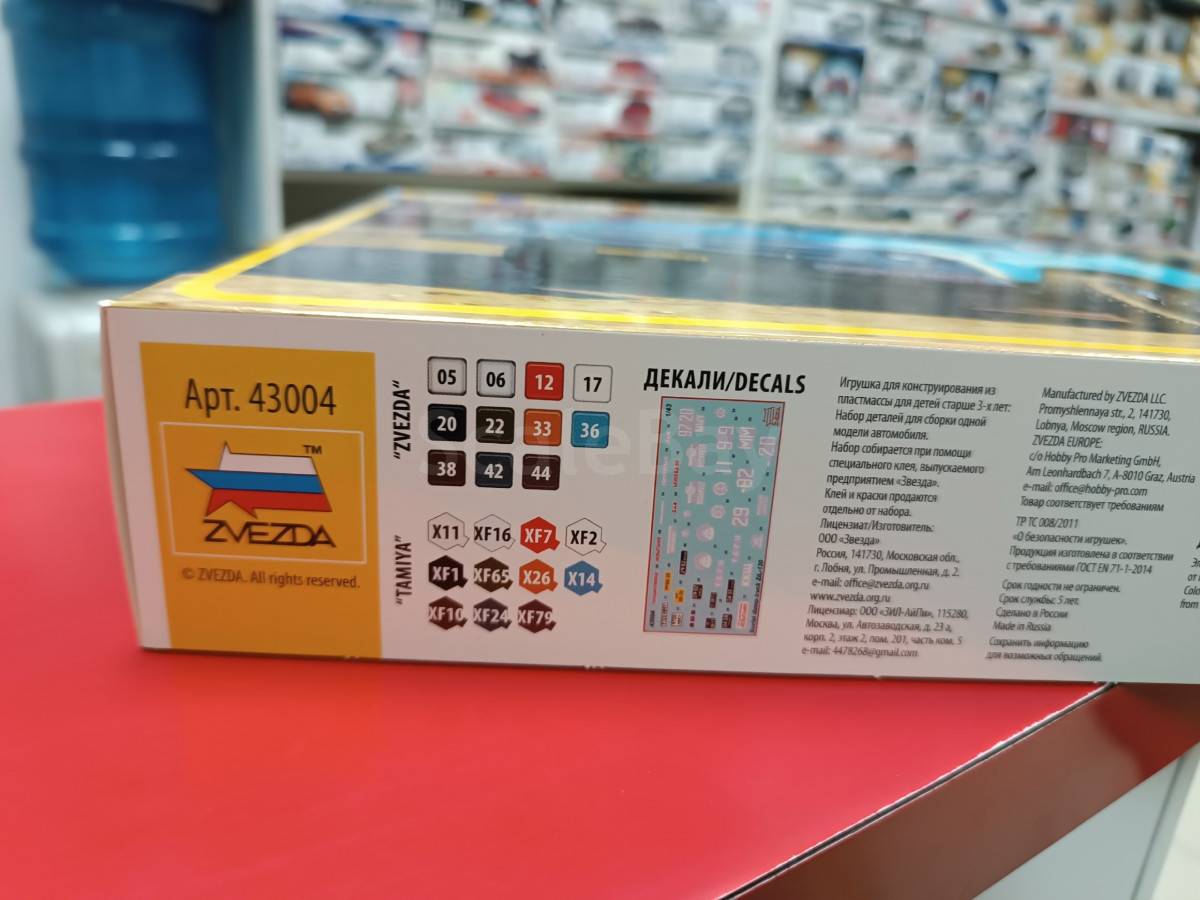 Арт. 43004
TM
ZVEZDA
© ZVEZDA. All rights reserved.
"ZVEZDA"
05 06 12 17
20 22 33 36
38 42 44
"TAMIYA"
X11 XF16 XF7 XF2
XF1 XF65 X26 X14
XF10 XF24 XF79
ДЕКАЛИ/DECALS
1/43
Игрушка для конструирования из
пластмассы для детей старше 3-х лет:
Набор деталей для сборки одной
модели автомобиля.
Набор собирается при помощи
специального клея, выпускаемого
предприятием «Звезда».
Клей и краски продаются
отдельно от набора.
Лицензиат/Изготовитель:
ООО «Звезда»
Россия, 141730, Московская обл.,
г. Лобня, ул. Промышленная, д. 2.
e-mail: office@zvezda.org.ru
www.zvezda.org.ru
Лицензиар: ООО «ЗИЛ-АйПи», 115280,
Москва, ул. Автозаводская, д. 23 а,
корп. 2, этаж 2, пом. 201, часть ком. 5
e-mail: 4478268@gmail.com
Manufactured by ZVEZDA LLC.
Promyshlennaya str., 2, 141730,
Lobnya, Moscow region, RUSSIA.
ZVEZDA EUROPE:
c/o Hobby Pro Marketing GmbH,
Am Leonhardbach 7, A-8010 Graz, Austria
e-mail: office@hobby-pro.com
Товар соответствует требованиям
ТР ТС 008/2011
«О безопасности игрушек».
Продукция изготовлена в соответствии
с требованиями ГОСТ EN 71-1-2014
Срок годности не ограничен.
Срок службы: 5 лет.
Сделано в России
Made in Russia
Сохранить информацию
для возможных обращений.